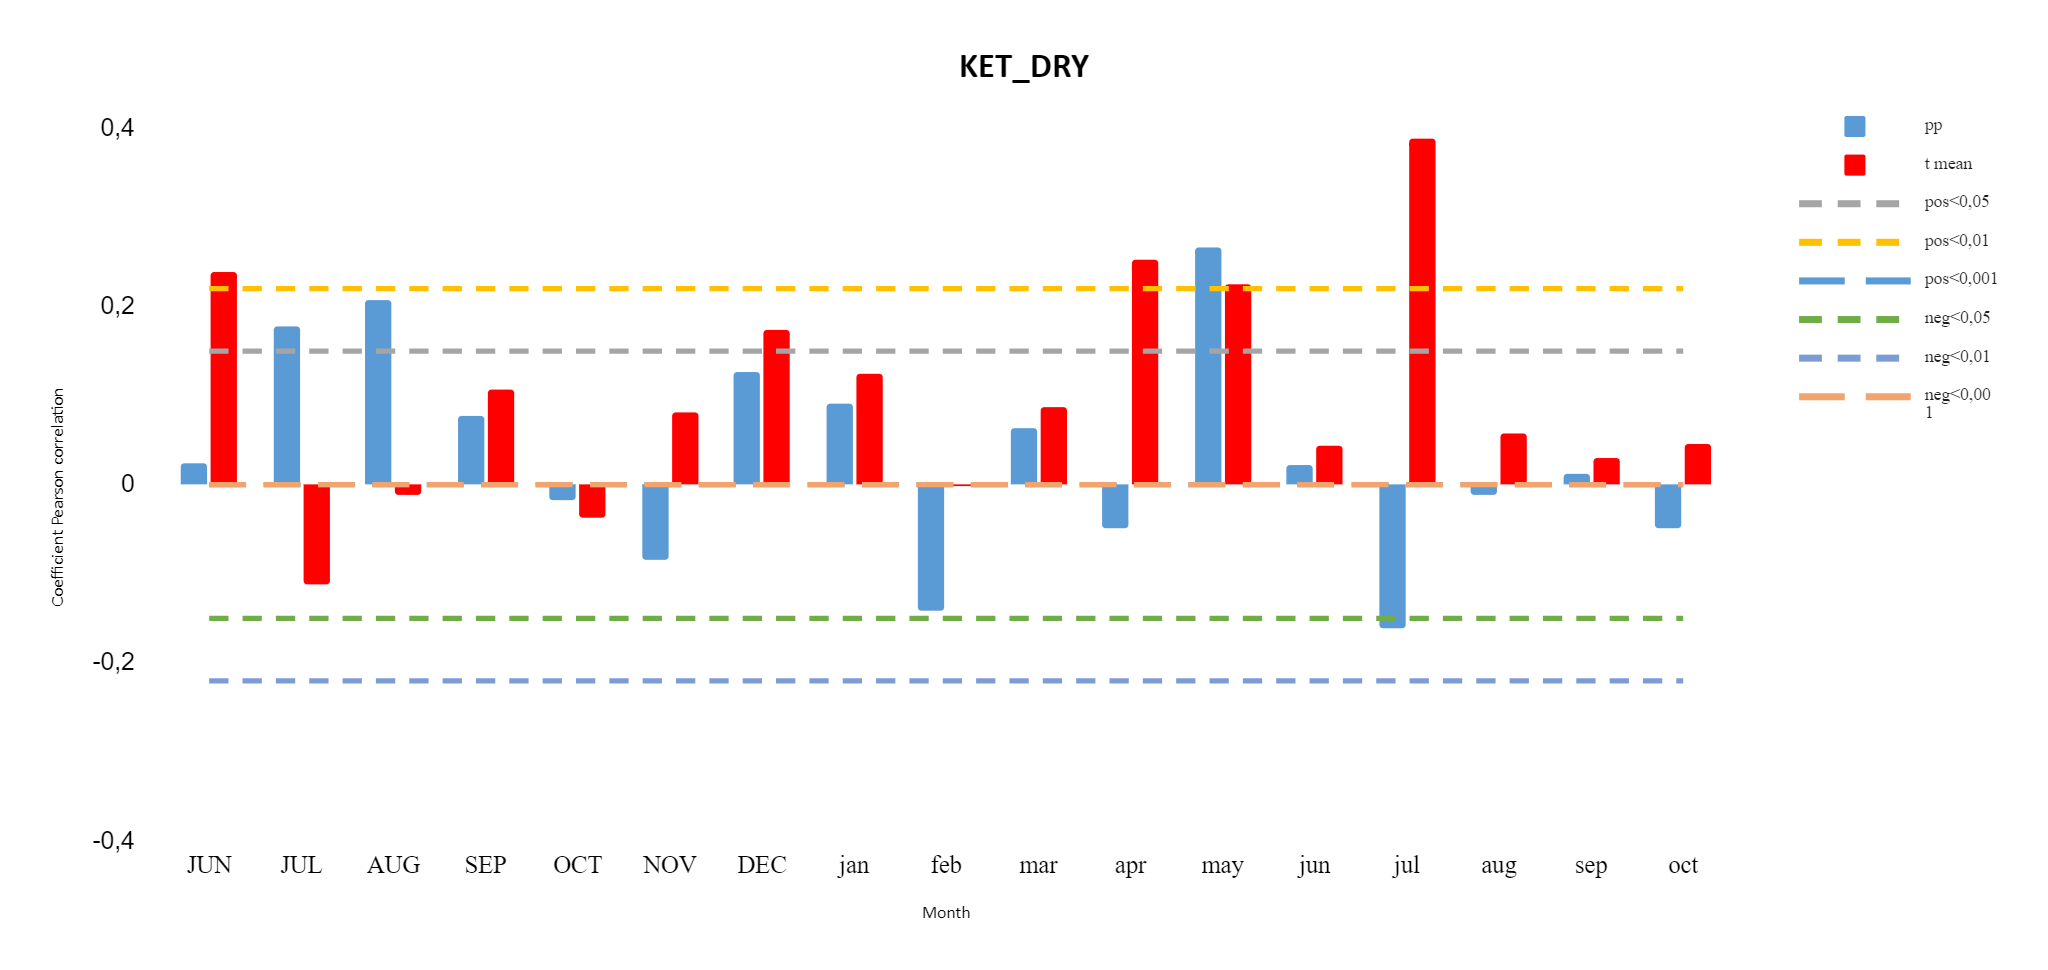 KET_DRY
0,4
0,2
0
-0,2
-0,4
Coefficient Pearson correlation
JUN JUL AUG SEP OCT NOV DEC jan feb mar apr may jun jul aug sep oct
Month
pp
t mean
pos<0,05
pos<0,01
pos<0,001
neg<0,05
neg<0,01
neg<0,00
1